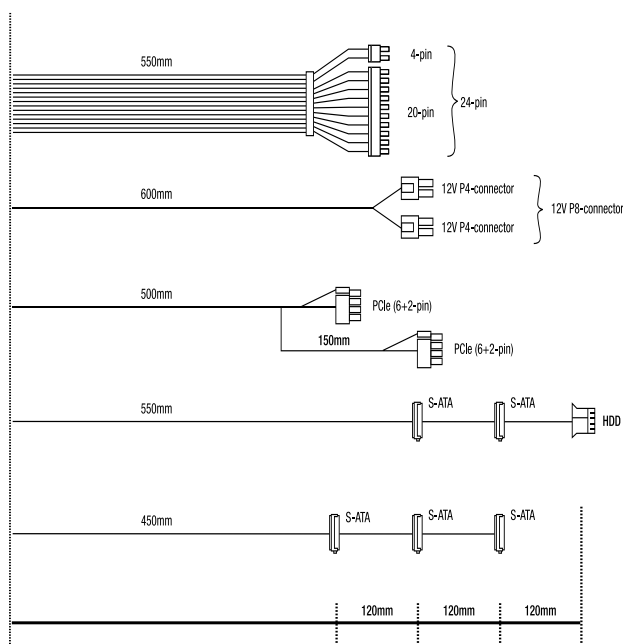 550mm
4-pin
20-pin
24-pin
600mm
12V P4-connector
12V P4-connector
12V P8-connector
500mm
PCIe (6+2-pin)
150mm
PCIe (6+2-pin)
550mm
S-ATA
S-ATA
HDD
450mm
S-ATA
S-ATA
S-ATA
120mm
120mm
120mm